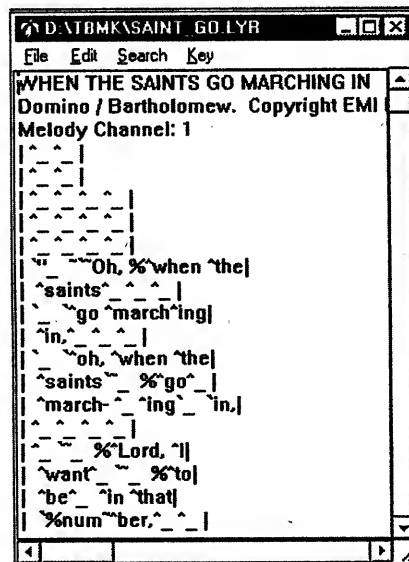 D:\TBMK\SAINT_GO.LYR
File Edit Search Key
WHEN THE SAINTS GO MARCHING IN
Domino / Bartholomew. Copyright EMI
Melody Channel: 1
|^_^_|
|^_^_|
|^_^_^_^_|
|^_^_^_^_|
|^_^_^_^_|
| `"_ ~`~Oh, %^when ^the|
| ^saints^_^_^_|
| `_ `~go ^march^ing|
| ^in,^_^_^_|
| `_ `~oh, ^when ^the|
| ^saints`~_ %^go^_|
| ^march-^_^ing`_ `in,|
|^_^_^_^_|
| ^_ `~_ %^Lord, ^I|
| ^want^_ `~_ %^to|
| ^be^_ ^in ^that|
| `%num`~ber,^_^_|